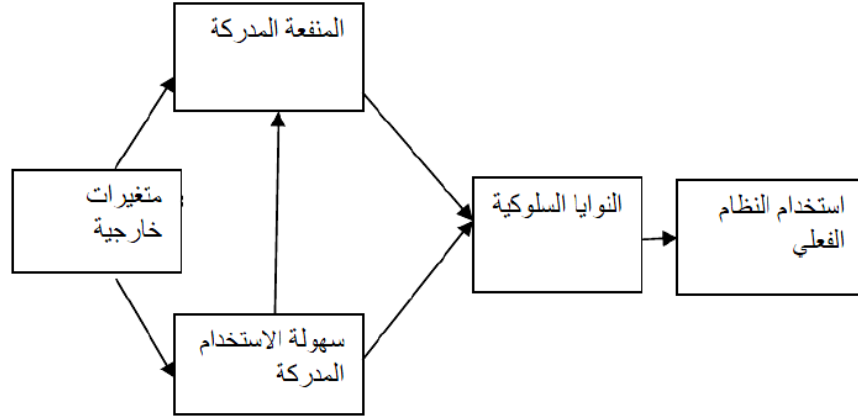 المنفعة المدركة
متغيرات
خارجية
النوايا السلوكية
استخدام النظام
الفعلي
سهولة الاستخدام
المدركة